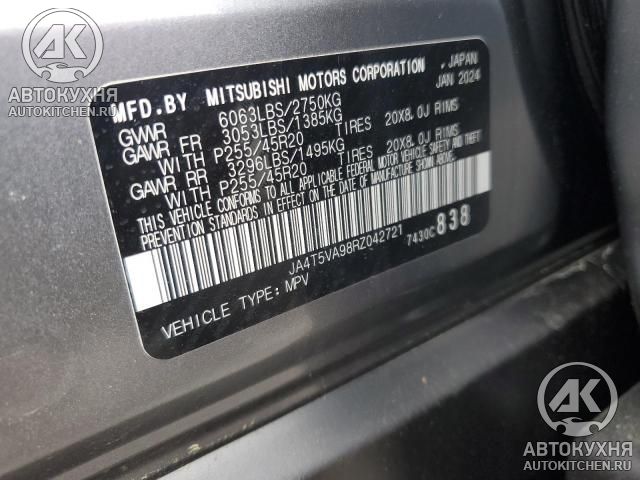 MFD.BY MITSUBISHI MOTORS CORPORATION , JAPAN
JAN 2024
GVWR 6063LBS/2750KG
GAWR FR 3053LBS/1385KG
WITH P255/45R20 TIRES 20X8.0J RIMS
GAWR RR 3296LBS/1495KG
WITH P255/45R20 TIRES 20X8.0J RIMS
THIS VEHICLE CONFORMS TO ALL APPLICABLE FEDERAL MOTOR VEHICLE SAFETY AND THEFT
PREVENTION STANDARDS IN EFFECT ON THE DATE OF MANUFACTURE SHOWN ABOVE.
JA4T5VA98RZ042721
7430C 838
VEHICLE TYPE: MPV
АК
АВТОКУХНЯ
AUTOKITCHEN.RU
АК
АВТОКУХНЯ
AUTOKITCHEN.RU